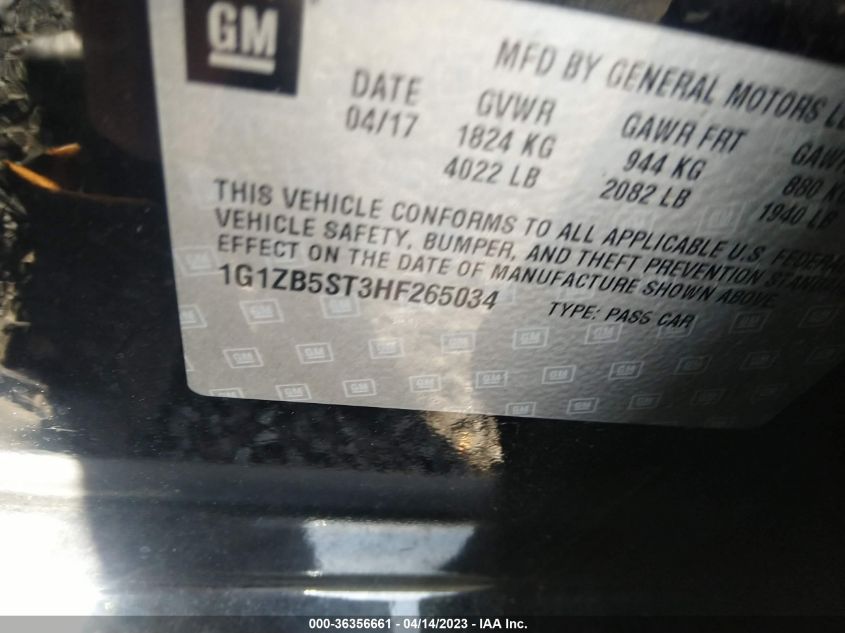 GM
MFD BY GENERAL MOTORS
DATE GVWR GAWR FRT
04/17 1824 KG 944 KG 880
4022 LB 2082 LB 1940 LB
THIS VEHICLE CONFORMS TO ALL APPLICABLE U.S. FEDERAL
VEHICLE SAFETY, BUMPER, AND THEFT PREVENTION
EFFECT ON THE DATE OF MANUFACTURE SHOWN ABOVE
1G1ZB5ST3HF265034 TYPE: PASS CAR
000-36356661 - 04/14/2023 - IAA Inc.